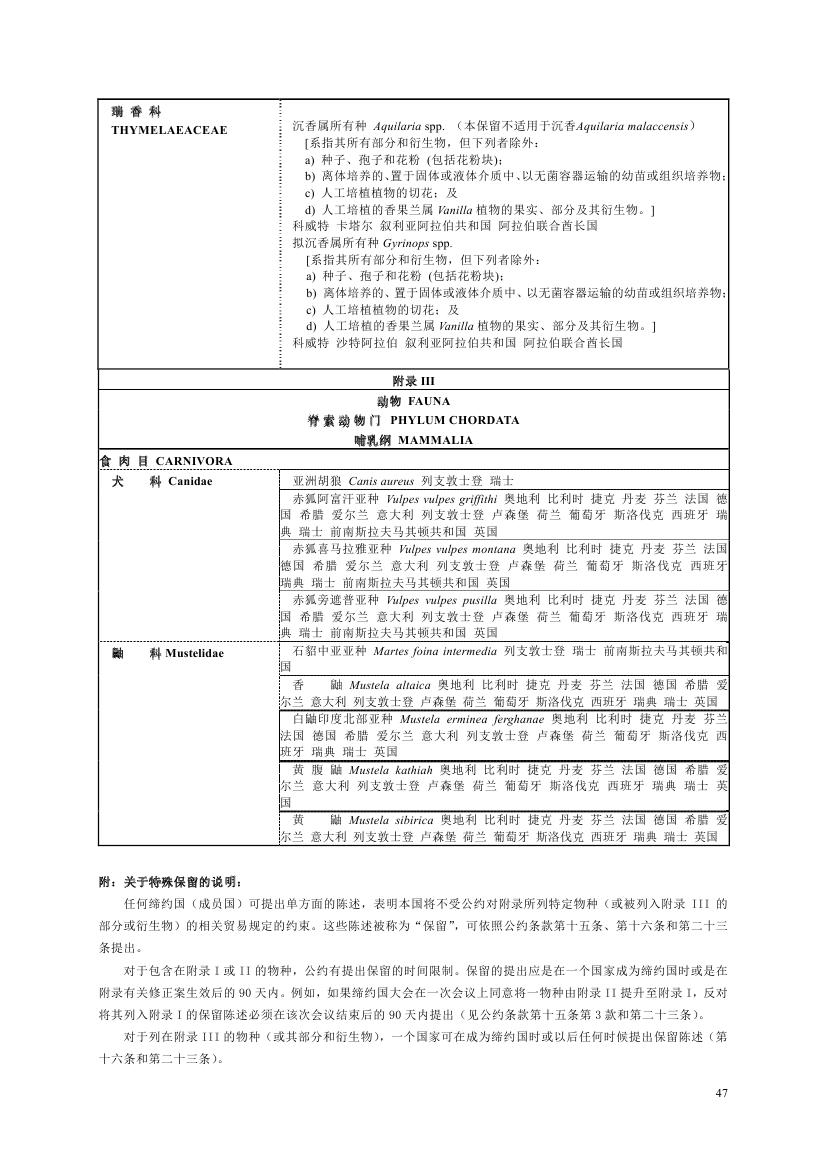 瑞 香 科
THYMELAEACEAE
沉香属所有种 Aquilaria spp. （本保留不适用于沉香Aquilaria malaccensis）
[系指其所有部分和衍生物，但下列者除外：
a) 种子、孢子和花粉 (包括花粉块);
b) 离体培养的、置于固体或液体介质中、以无菌容器运输的幼苗或组织培养物；
c) 人工培植植物的切花；及
d) 人工培植的香果兰属 Vanilla 植物的果实、部分及其衍生物。]
科威特 卡塔尔 叙利亚阿拉伯共和国 阿拉伯联合酋长国
拟沉香属所有种 Gyrinops spp.
[系指其所有部分和衍生物，但下列者除外：
a) 种子、孢子和花粉 (包括花粉块);
b) 离体培养的、置于固体或液体介质中、以无菌容器运输的幼苗或组织培养物；
c) 人工培植植物的切花；及
d) 人工培植的香果兰属 Vanilla 植物的果实、部分及其衍生物。]
科威特 沙特阿拉伯 叙利亚阿拉伯共和国 阿拉伯联合酋长国
附录 III
动物 FAUNA
脊索动物门 PHYLUM CHORDATA
哺乳纲 MAMMALIA
食 肉 目 CARNIVORA
犬 科 Canidae
亚洲胡狼 Canis aureus 列支敦士登 瑞士
赤狐阿富汗亚种 Vulpes vulpes griffithi 奥地利 比利时 捷克 丹麦 芬兰 法国 德
国 希腊 爱尔兰 意大利 列支敦士登 卢森堡 荷兰 葡萄牙 斯洛伐克 西班牙 瑞
典 瑞士 前南斯拉夫马其顿共和国 英国
赤狐喜马拉雅亚种 Vulpes vulpes montana 奥地利 比利时 捷克 丹麦 芬兰 法国
德国 希腊 爱尔兰 意大利 列支敦士登 卢森堡 荷兰 葡萄牙 斯洛伐克 西班牙
瑞典 瑞士 前南斯拉夫马其顿共和国 英国
赤狐旁遮普亚种 Vulpes vulpes pusilla 奥地利 比利时 捷克 丹麦 芬兰 法国 德
国 希腊 爱尔兰 意大利 列支敦士登 卢森堡 荷兰 葡萄牙 斯洛伐克 西班牙 瑞
典 瑞士 前南斯拉夫马其顿共和国 英国
鼬 科 Mustelidae
石貂中亚亚种 Martes foina intermedia 列支敦士登 瑞士 前南斯拉夫马其顿共和
国
香 鼬 Mustela altaica 奥地利 比利时 捷克 丹麦 芬兰 法国 德国 希腊 爱
尔兰 意大利 列支敦士登 卢森堡 荷兰 葡萄牙 斯洛伐克 西班牙 瑞典 瑞士 英国
白鼬印度北部亚种 Mustela erminea ferghanae 奥地利 比利时 捷克 丹麦 芬兰
法国 德国 希腊 爱尔兰 意大利 列支敦士登 卢森堡 荷兰 葡萄牙 斯洛伐克 西
班牙 瑞典 瑞士 英国
黄 腹 鼬 Mustela kathiah 奥地利 比利时 捷克 丹麦 芬兰 法国 德国 希腊 爱
尔兰 意大利 列支敦士登 卢森堡 荷兰 葡萄牙 斯洛伐克 西班牙 瑞典 瑞士 英
国
黄 鼬 Mustela sibirica 奥地利 比利时 捷克 丹麦 芬兰 法国 德国 希腊 爱
尔兰 意大利 列支敦士登 卢森堡 荷兰 葡萄牙 斯洛伐克 西班牙 瑞典 瑞士 英国
附：关于特殊保留的说明：
任何缔约国（成员国）可提出单方面的陈述，表明本国将不受公约对附录所列特定物种（或被列入附录 III 的
部分或衍生物）的相关贸易规定的约束。这些陈述被称为“保留”，可依照公约条款第十五条、第十六条和第二十三
条提出。
对于包含在附录 I 或 II 的物种，公约有提出保留的时间限制。保留的提出应是在一个国家成为缔约国时或是在
附录有关修正案生效后的 90 天内。例如，如果缔约国大会在一次会议上同意将一物种由附录 II 提升至附录 I，反对
将其列入附录 I 的保留陈述必须在该次会议结束后的 90 天内提出（见公约条款第十五条第 3 款和第二十三条）。
对于列在附录 III 的物种（或其部分和衍生物），一个国家可在成为缔约国时或以后任何时候提出保留陈述（第
十六条和第二十三条）。
47